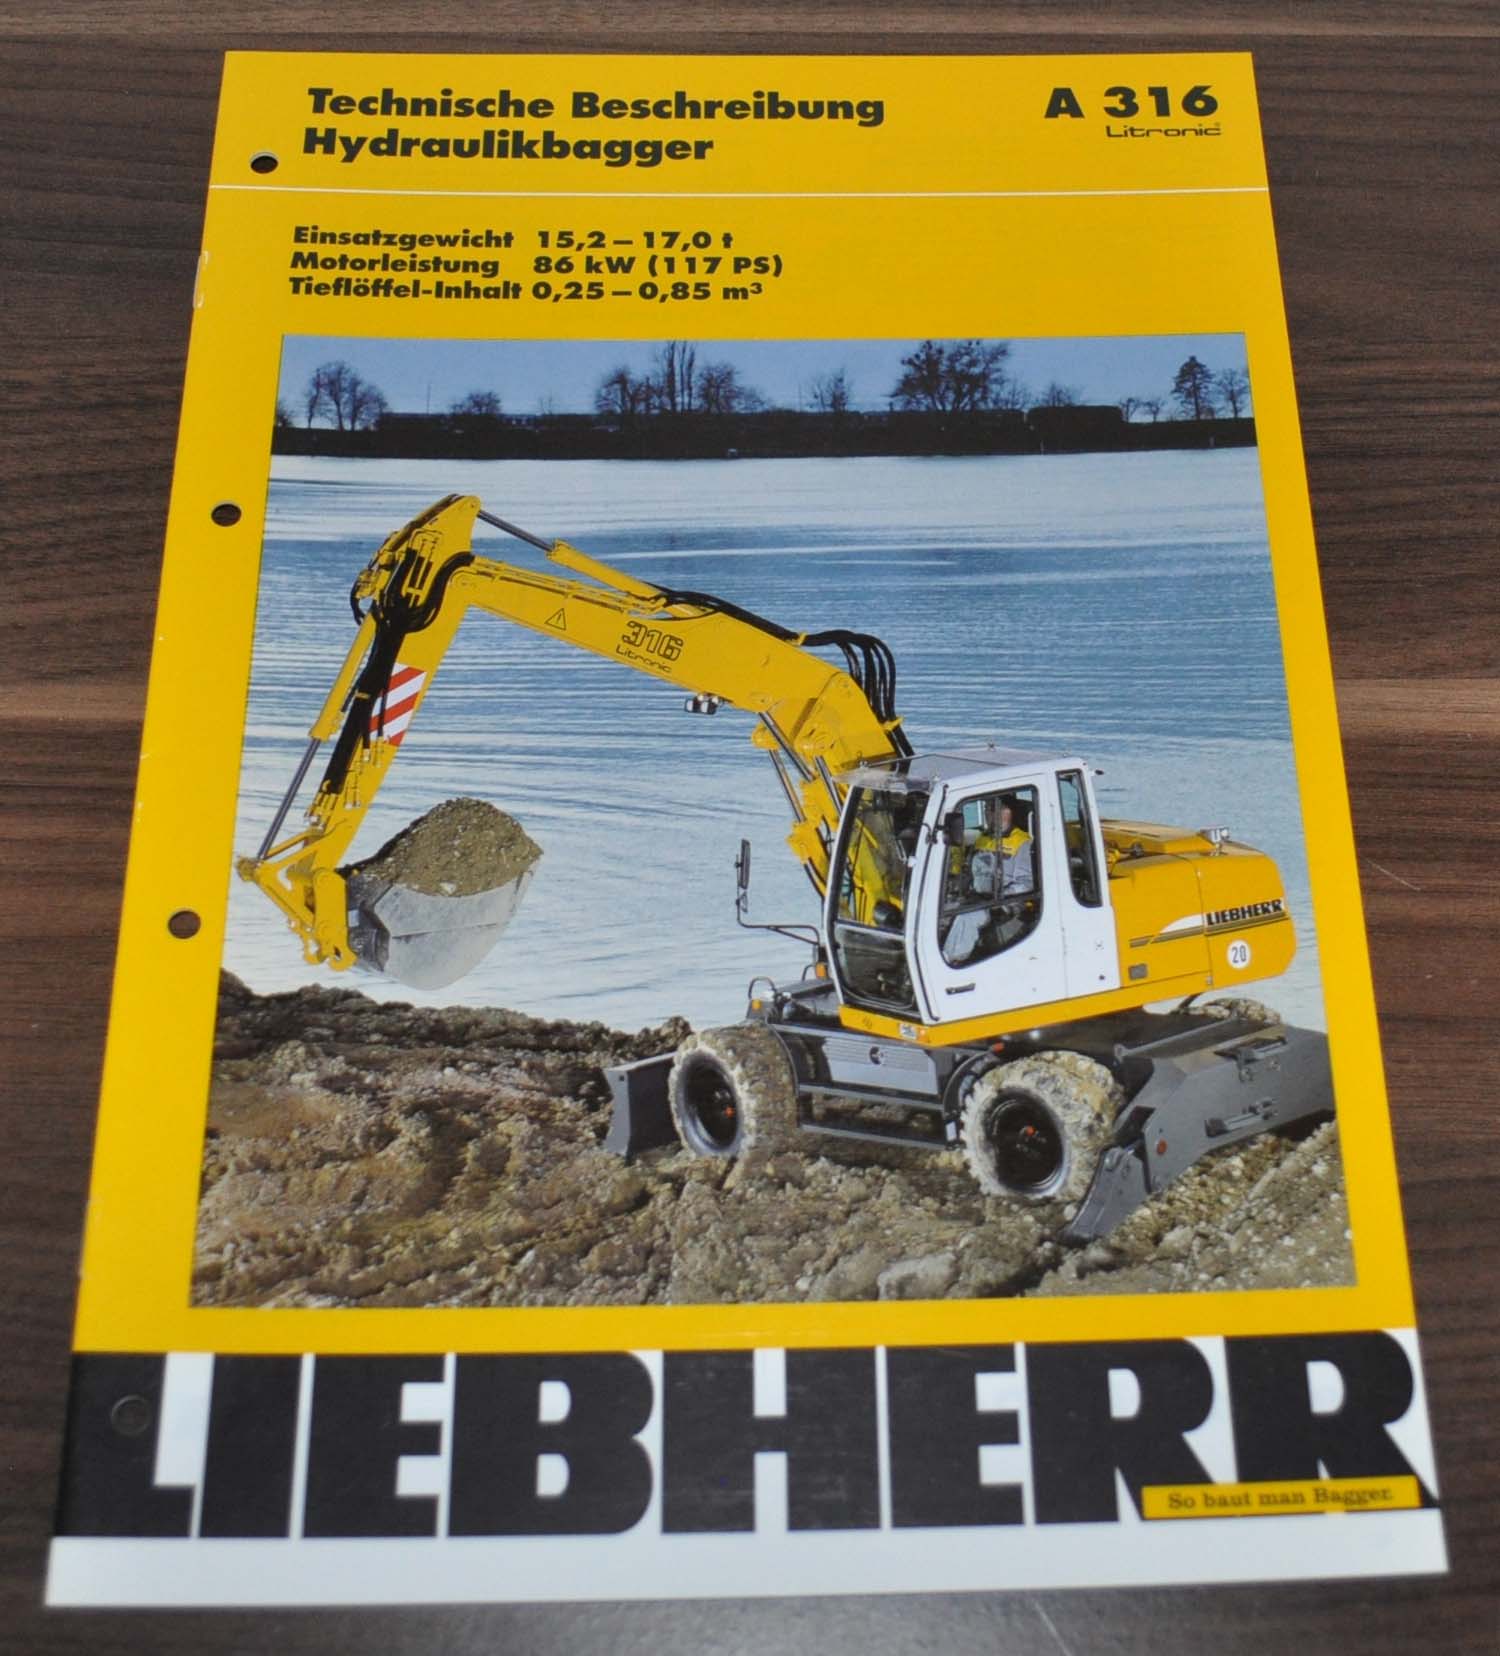 Technische Beschreibung
Hydraulikbagger
A 316
Litronic®
Einsatzgewicht 15,2 – 17,0 t
Motorleistung 86 kW (117 PS)
Tieflöffel-Inhalt 0,25 – 0,85 m³
316
Litronic
LIEBHERR
20
LIEBHERR
So baut man Bagger.